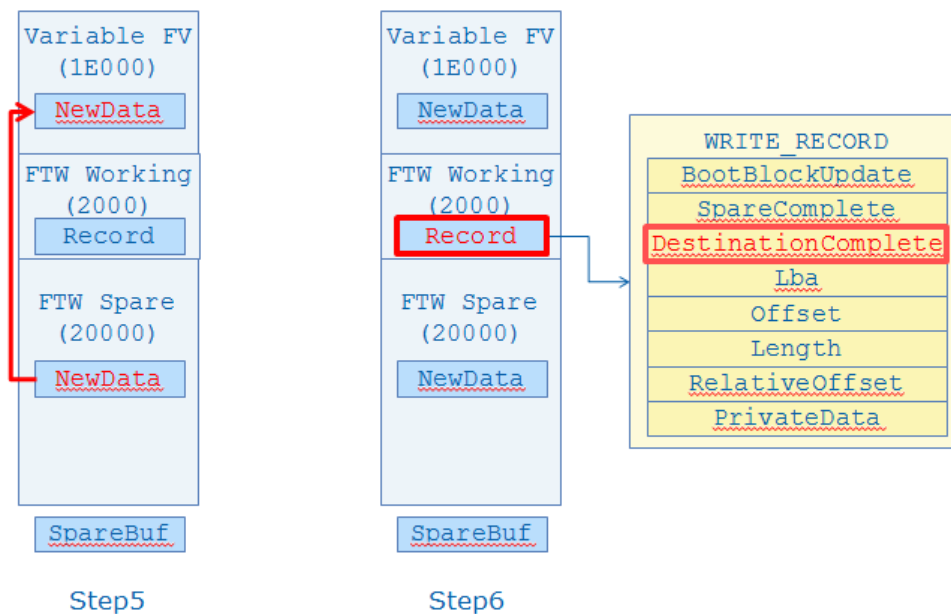 Variable FV
(1E000)
NewData
FTW Working
(2000)
Record
FTW Spare
(20000)
NewData
SpareBuf
Step5
Variable FV
(1E000)
NewData
FTW Working
(2000)
Record
FTW Spare
(20000)
NewData
SpareBuf
Step6
WRITE_RECORD
BootBlockUpdate
SpareComplete
DestinationComplete
Lba
Offset
Length
RelativeOffset
PrivateData